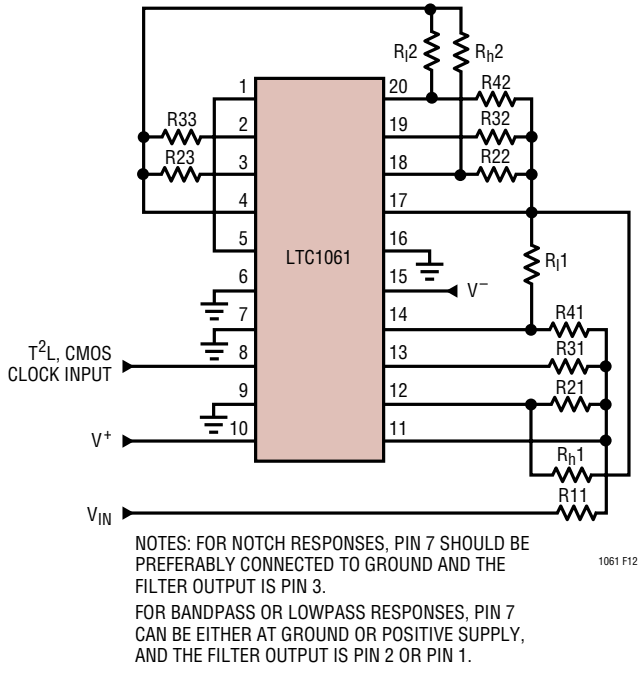 Rl2
Rh2
1
20
R42
R33
2
19
R32
R23
3
18
R22
4
17
5
16
LTC1061
Rl1
6
15
V–
7
14
R41
T2L, CMOS
CLOCK INPUT
8
13
R31
9
12
R21
V+
10
11
Rh1
R11
VIN
NOTES: FOR NOTCH RESPONSES, PIN 7 SHOULD BE
PREFERABLY CONNECTED TO GROUND AND THE
FILTER OUTPUT IS PIN 3.
1061 F12
FOR BANDPASS OR LOWPASS RESPONSES, PIN 7
CAN BE EITHER AT GROUND OR POSITIVE SUPPLY,
AND THE FILTER OUTPUT IS PIN 2 OR PIN 1.